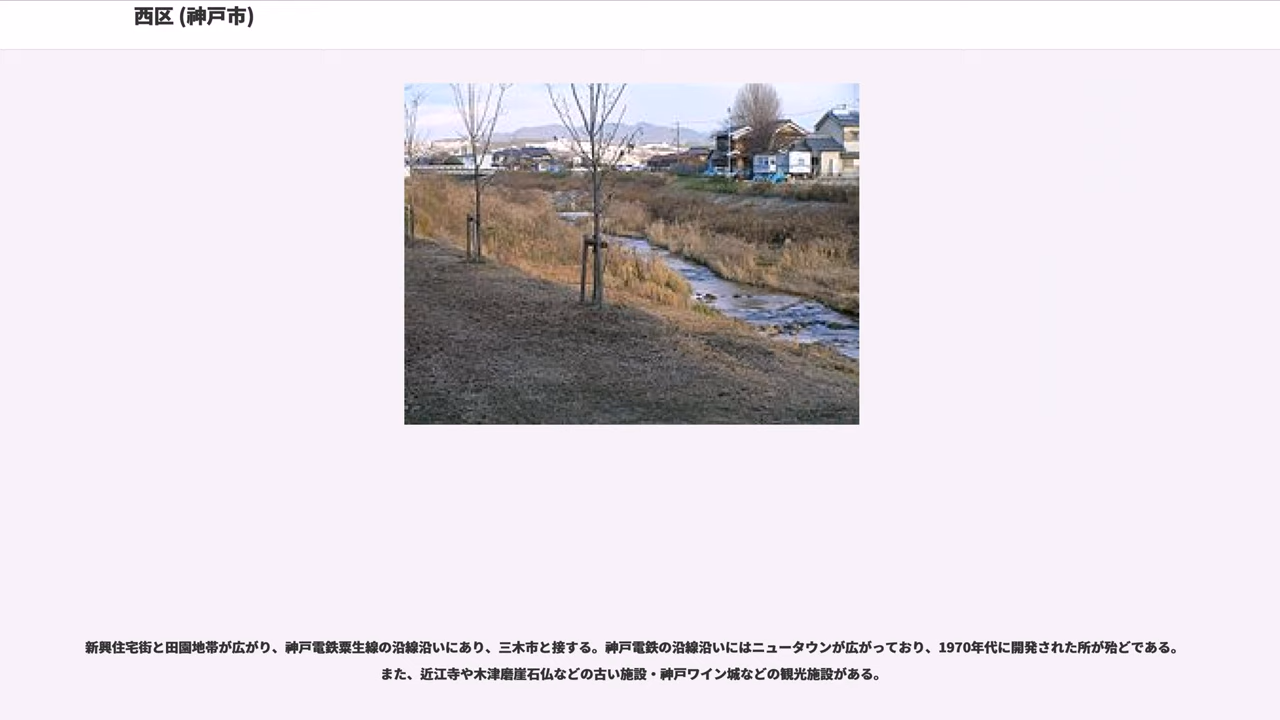 西区 (神戸市)
新興住宅街と田園地帯が広がり、神戸電鉄粟生線の沿線沿いにあり、三木市と接する。神戸電鉄の沿線沿いにはニュータウンが広がっており、1970年代に開発された所が殆どである。
また、近江寺や木津磨崖石仏などの古い施設・神戸ワイン城などの観光施設がある。